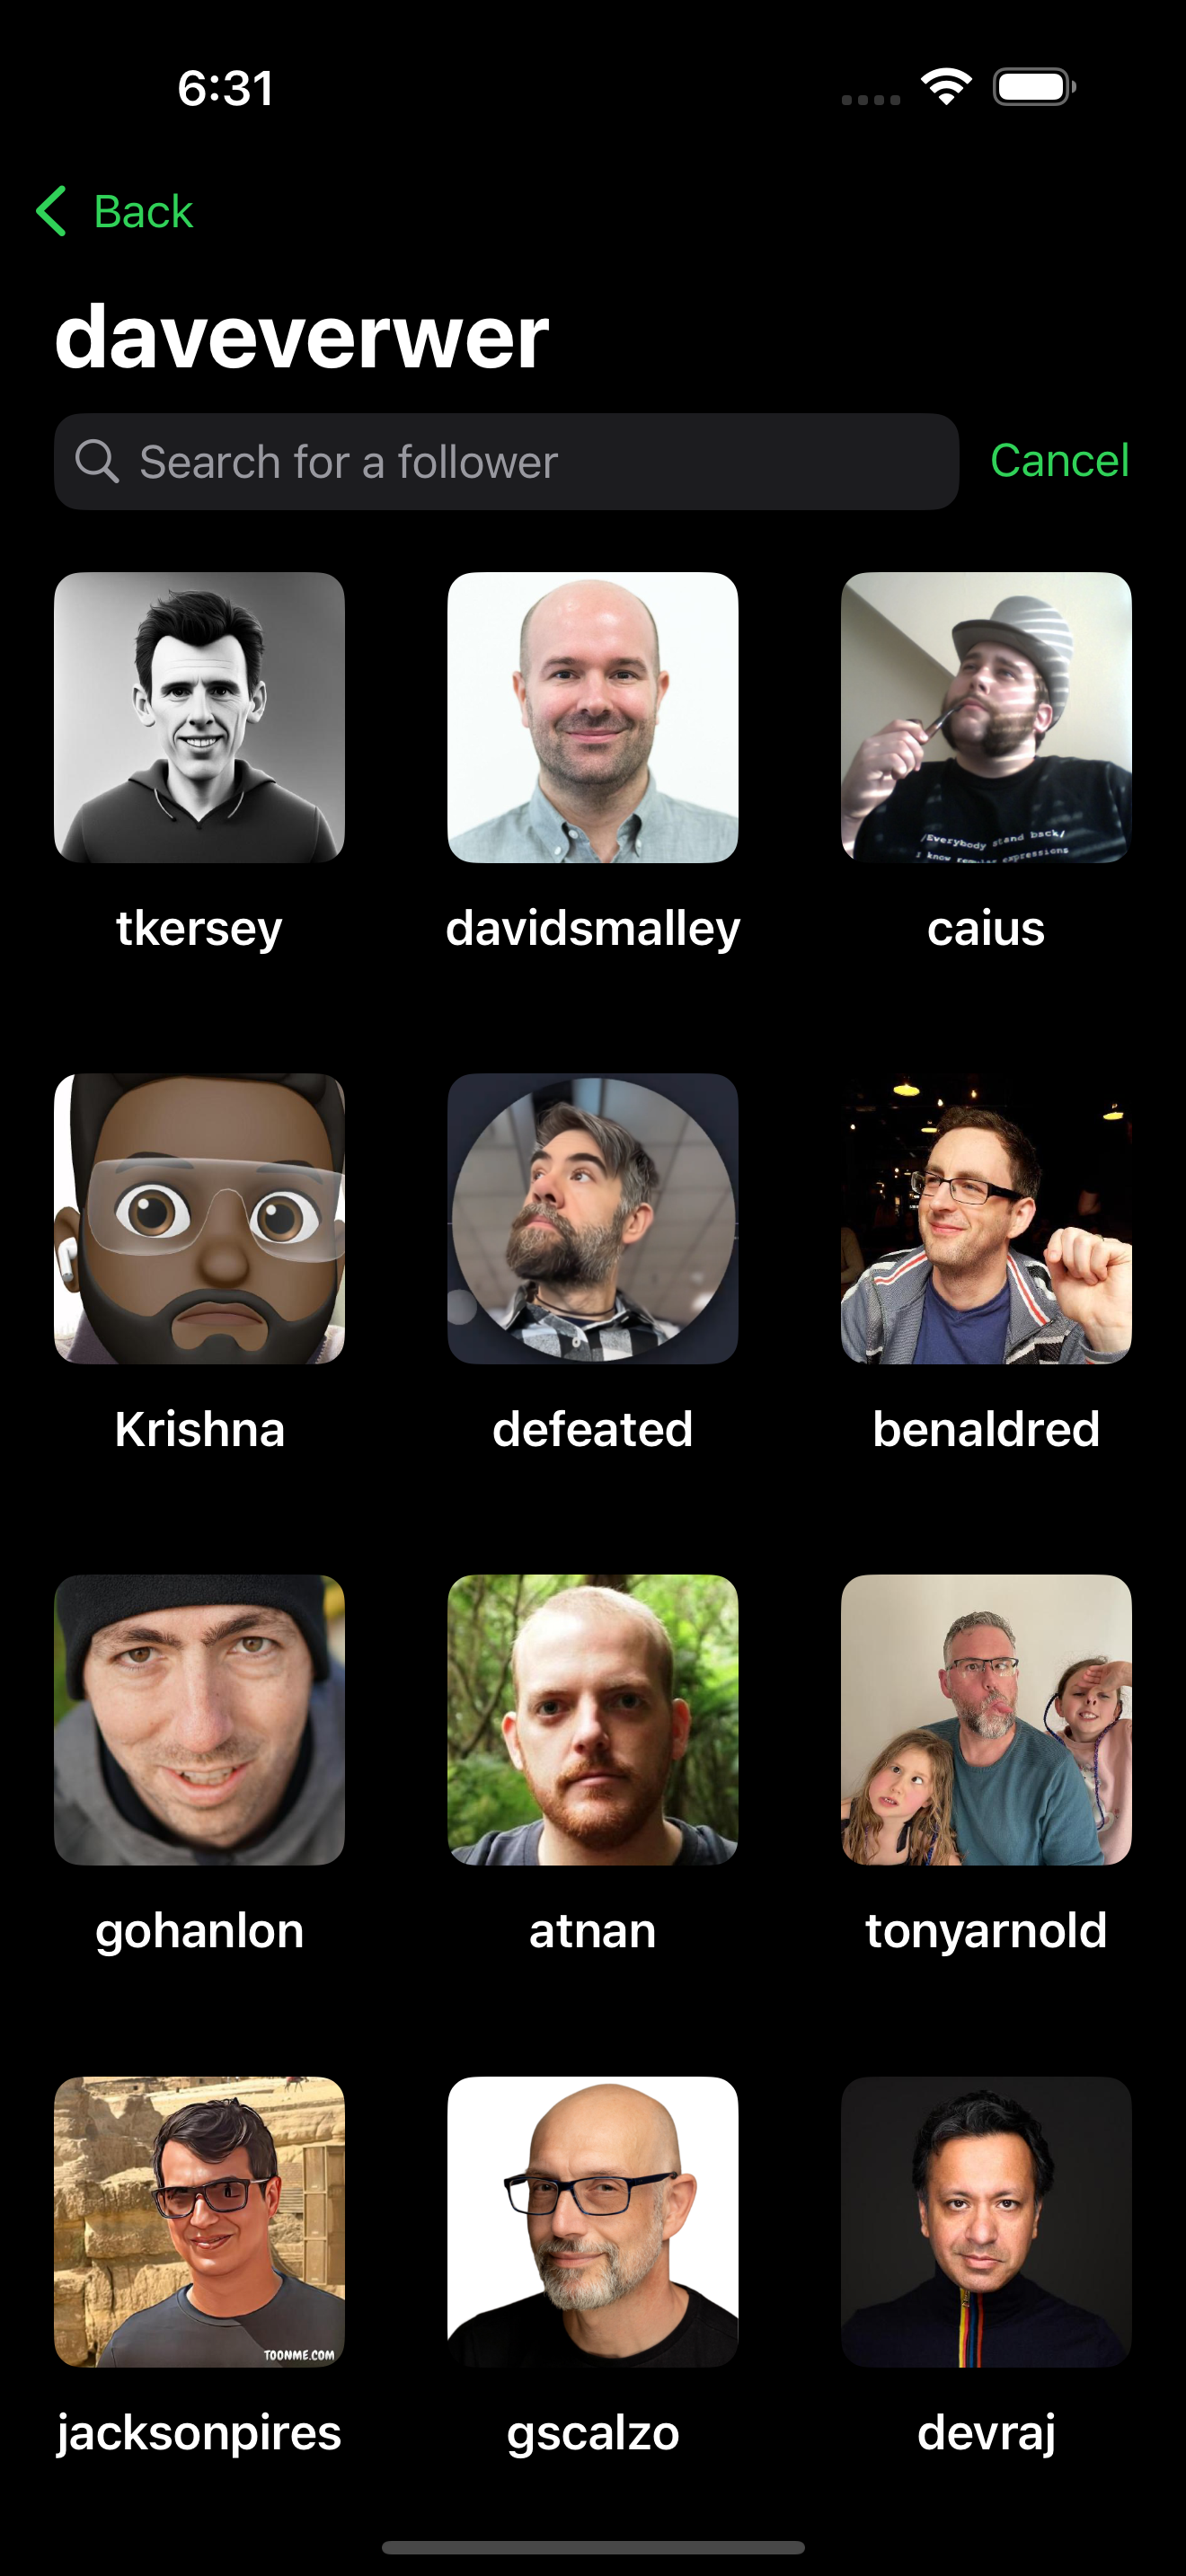 6:31
Back
daveverwer
Search for a follower
Cancel
tkersey
davidsmalley
caius
/Everybody stand back/
I know regular expressions
Krishna
defeated
benaldred
gohanlon
atnan
tonyarnold
TOONME.COM
jacksonpires
gscalzo
devraj